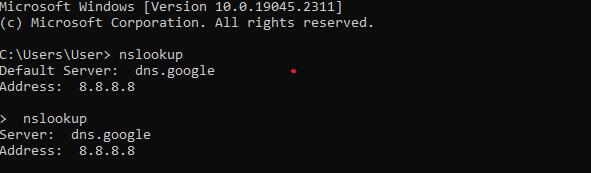 Microsoft Windows [Version 10.0.19045.2311]
(c) Microsoft Corporation. All rights reserved.
C:\Users\User> nslookup
Default Server:  dns.google
Address:  8.8.8.8
>  nslookup
Server:  dns.google
Address:  8.8.8.8